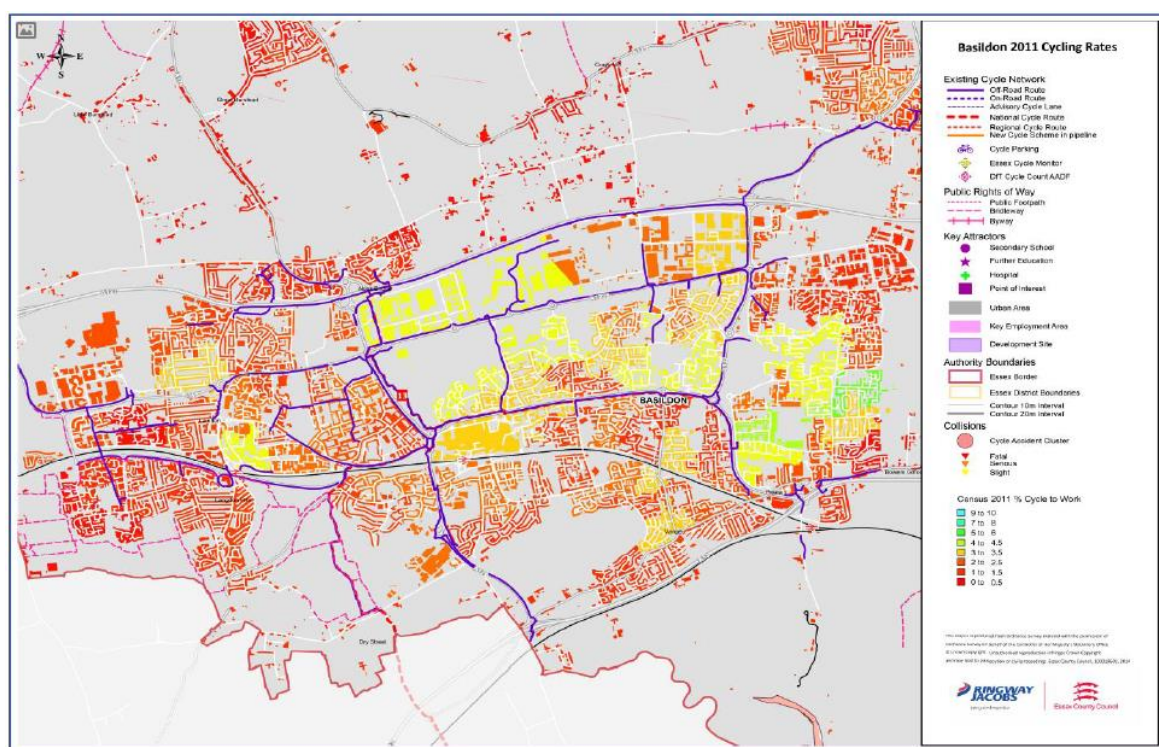 N
W E
S
BASILDON
Dry Street
Basildon 2011 Cycling Rates
Existing Cycle Network
Off-Road Route
On-Road Route
Advisory Cycle Lane
National Cycle Route
Regional Cycle Route
New Cycle Scheme in pipeline
Cycle Parking
Essex Cycle Monitor
DfT Cycle Count AADF
Public Rights of Way
Public Footpath
Bridleway
Byway
Key Attractors
Secondary School
Further Education
Hospital
Point of Interest
Urban Area
Key Employment Area
Development Site
Authority Boundaries
Essex Border
Essex District Boundaries
Contour 10m Interval
Contour 20m Interval
Collisions
Cycle Accident Cluster
Fatal
Serious
Slight
Census 2011 % Cycle to Work
9 to 10
7 to 8
5 to 6
4 to 4.5
3 to 3.5
2 to 2.5
1 to 1.5
0 to 0.5
RINGWAY
JACOBS
Essex County Council